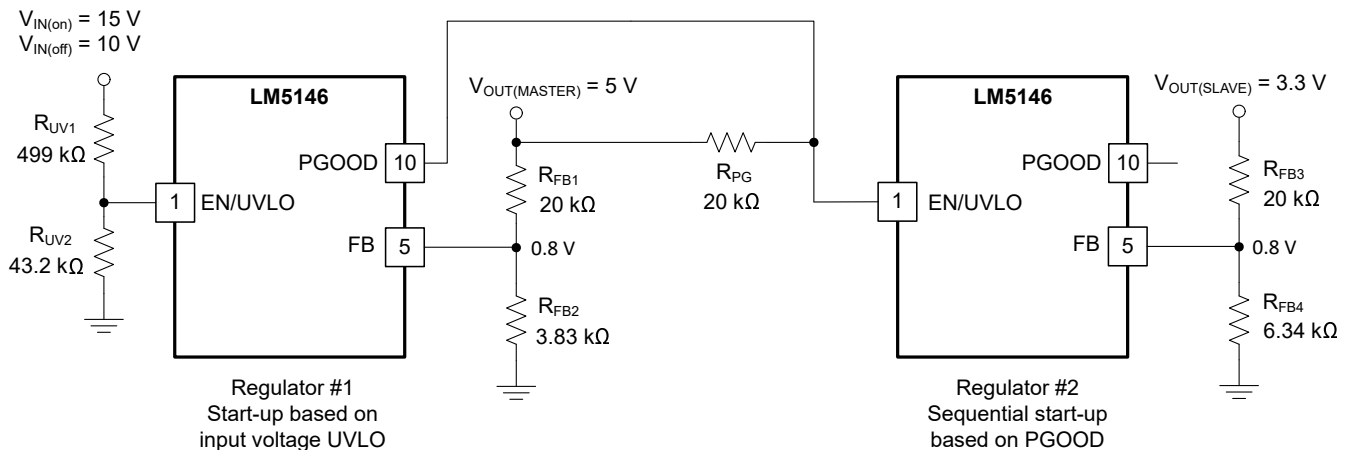 VIN(on) = 15 V
VIN(off) = 10 V
RUV1
499 kΩ
RUV2
43.2 kΩ
LM5146
PGOOD
10
1
EN/UVLO
FB
5
Regulator #1
Start-up based on
input voltage UVLO
VOUT(MASTER) = 5 V
RFB1
20 kΩ
0.8 V
RFB2
3.83 kΩ
RPG
20 kΩ
LM5146
PGOOD
10
1
EN/UVLO
FB
5
Regulator #2
Sequential start-up
based on PGOOD
VOUT(SLAVE) = 3.3 V
RFB3
20 kΩ
0.8 V
RFB4
6.34 kΩ